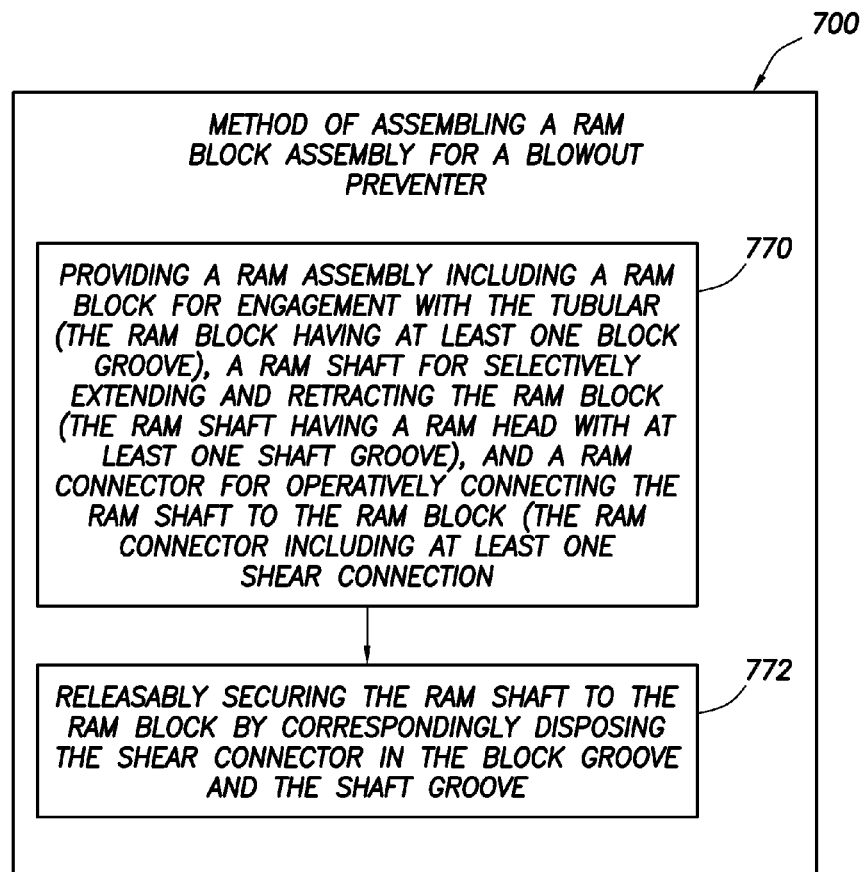 700
METHOD OF ASSEMBLING A RAM
BLOCK ASSEMBLY FOR A BLOWOUT
PREVENTER
770
PROVIDING A RAM ASSEMBLY INCLUDING A RAM
BLOCK FOR ENGAGEMENT WITH THE TUBULAR
(THE RAM BLOCK HAVING AT LEAST ONE BLOCK
GROOVE), A RAM SHAFT FOR SELECTIVELY
EXTENDING AND RETRACTING THE RAM BLOCK
(THE RAM SHAFT HAVING A RAM HEAD WITH AT
LEAST ONE SHAFT GROOVE), AND A RAM
CONNECTOR FOR OPERATIVELY CONNECTING THE
RAM SHAFT TO THE RAM BLOCK (THE RAM
CONNECTOR INCLUDING AT LEAST ONE
SHEAR CONNECTION
772
RELEASABLY SECURING THE RAM SHAFT TO THE
RAM BLOCK BY CORRESPONDINGLY DISPOSING
THE SHEAR CONNECTOR IN THE BLOCK GROOVE
AND THE SHAFT GROOVE